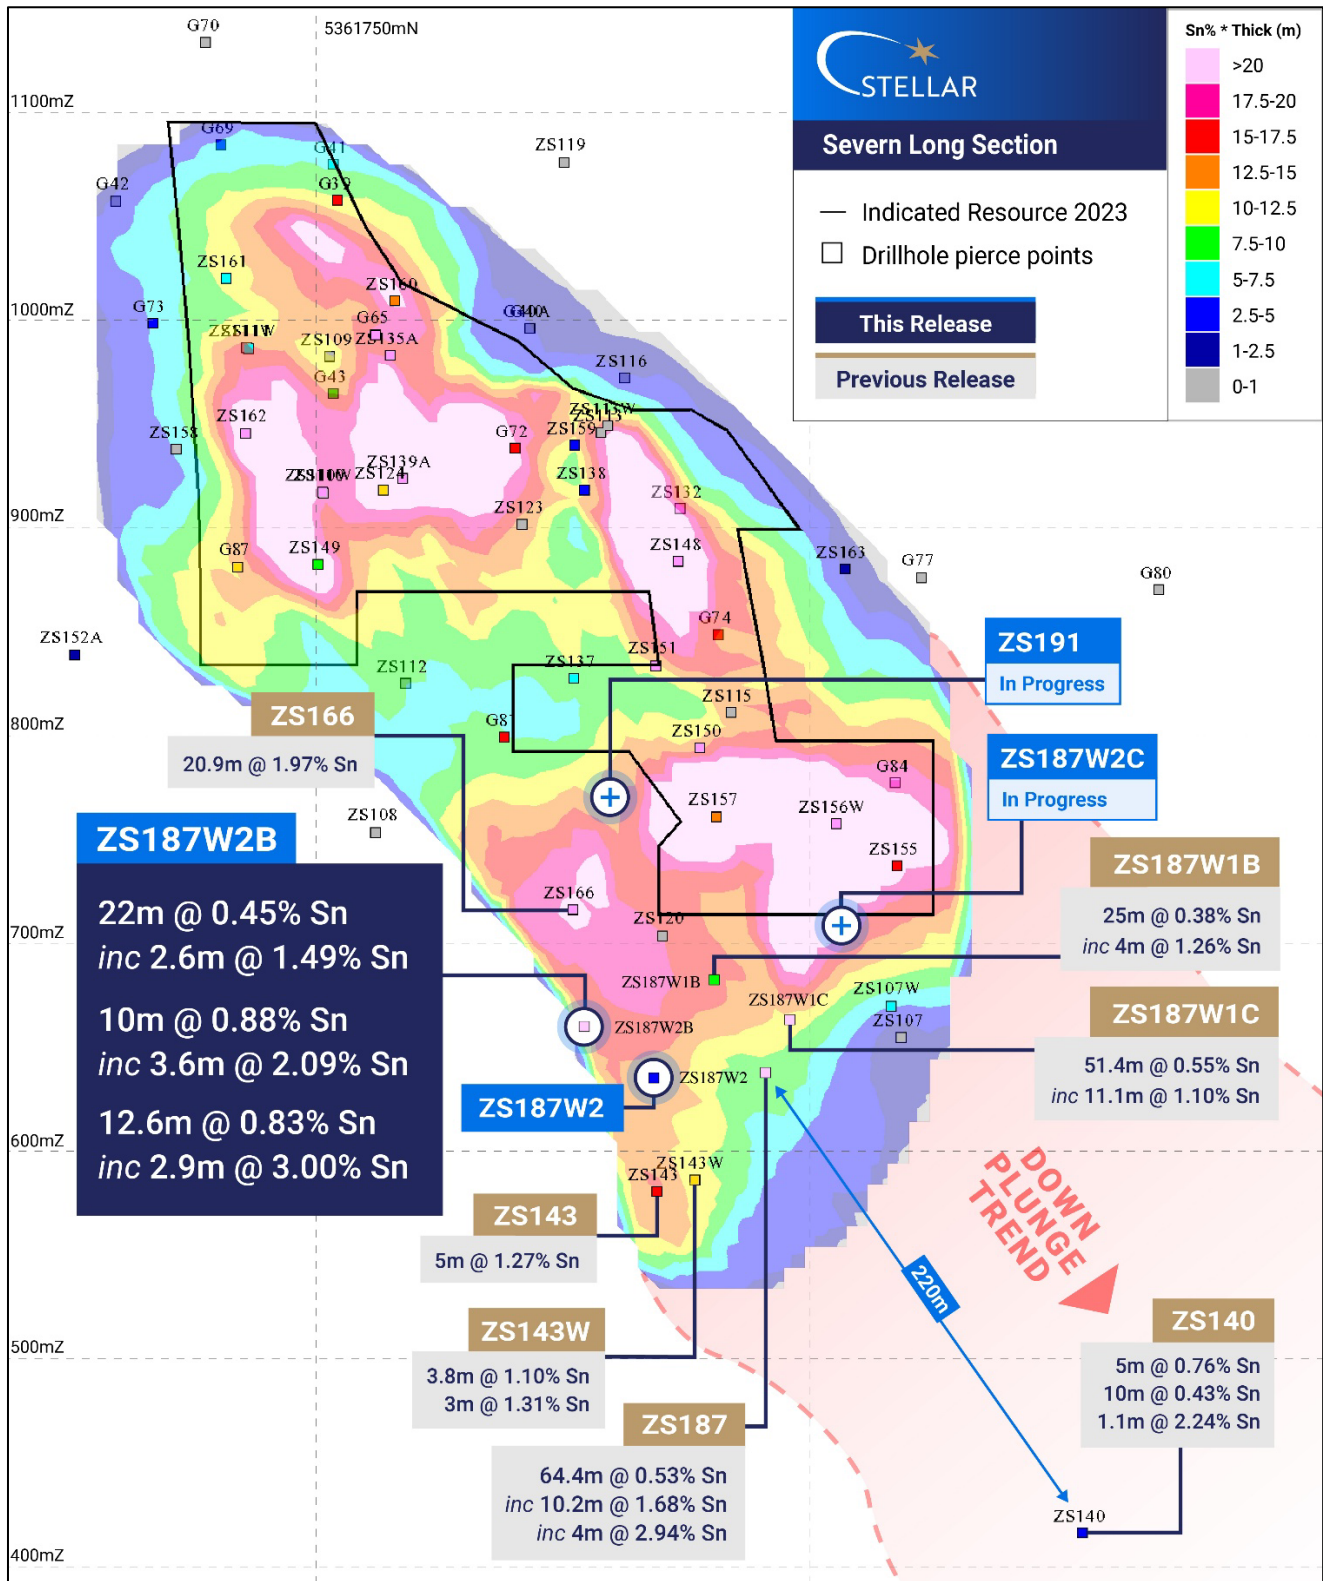 G70
5361750mN
STELLAR
Severn Long Section
Indicated Resource 2023
Drillhole pierce points
This Release
Previous Release
Sn% * Thick (m)
>20
17.5-20
15-17.5
12.5-15
10-12.5
7.5-10
5-7.5
2.5-5
1-2.5
0-1
1100mZ
G69
G41
ZS119
G42
G39
ZS161
ZS160
1000mZ
G73
G65
G40A
ZS111W
ZS109
ZS135A
ZS116
G43
ZS162
ZS113W
ZS113
ZS158
G72
ZS159
ZS139A
ZS124
ZS138
ZS132
900mZ
ZS123
G87
ZS149
ZS148
ZS163
G77
G80
G74
ZS152A
ZS151
ZS112
ZS137
ZS191
In Progress
ZS166
20.9m @ 1.97% Sn
800mZ
ZS115
G81
ZS150
ZS187W2C
In Progress
G84
ZS108
ZS157
ZS156W
ZS155
ZS187W2B
22m @ 0.45% Sn
inc 2.6m @ 1.49% Sn
10m @ 0.88% Sn
inc 3.6m @ 2.09% Sn
12.6m @ 0.83% Sn
inc 2.9m @ 3.00% Sn
ZS187W1B
25m @ 0.38% Sn
inc 4m @ 1.26% Sn
ZS166
ZS120
700mZ
ZS187W1B
ZS187W1C
ZS107W
ZS107
ZS187W2B
ZS187W1C
51.4m @ 0.55% Sn
inc 11.1m @ 1.10% Sn
ZS187W2
ZS187W2
600mZ
ZS143W
ZS143
DOWN
PLUNGE
TREND
ZS143
5m @ 1.27% Sn
220m
ZS143W
3.8m @ 1.10% Sn
3m @ 1.31% Sn
ZS140
5m @ 0.76% Sn
10m @ 0.43% Sn
1.1m @ 2.24% Sn
500mZ
ZS187
64.4m @ 0.53% Sn
inc 10.2m @ 1.68% Sn
inc 4m @ 2.94% Sn
ZS140
400mZ